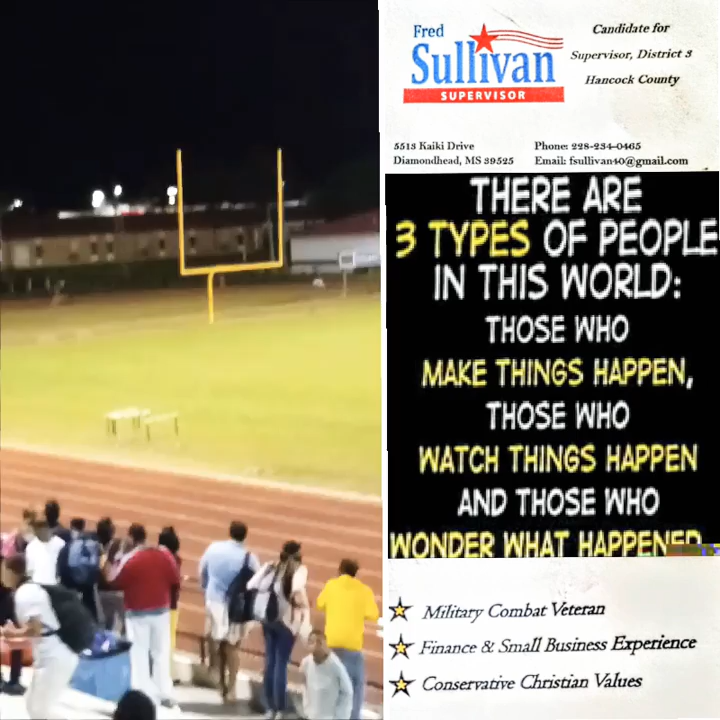 Fred
Sullivan
SUPERVISOR
Candidate for
Supervisor, District 3
Hancock County
5513 Kaiki Drive
Diamondhead, MS 39525
Phone: 228-234-0465
Email: fsullivan40@gmail.com
THERE ARE
3 TYPES OF PEOPLE
IN THIS WORLD:
THOSE WHO
MAKE THINGS HAPPEN,
THOSE WHO
WATCH THINGS HAPPEN
AND THOSE WHO
WONDER WHAT HAPPENED
Military Combat Veteran
Finance & Small Business Experience
Conservative Christian Values